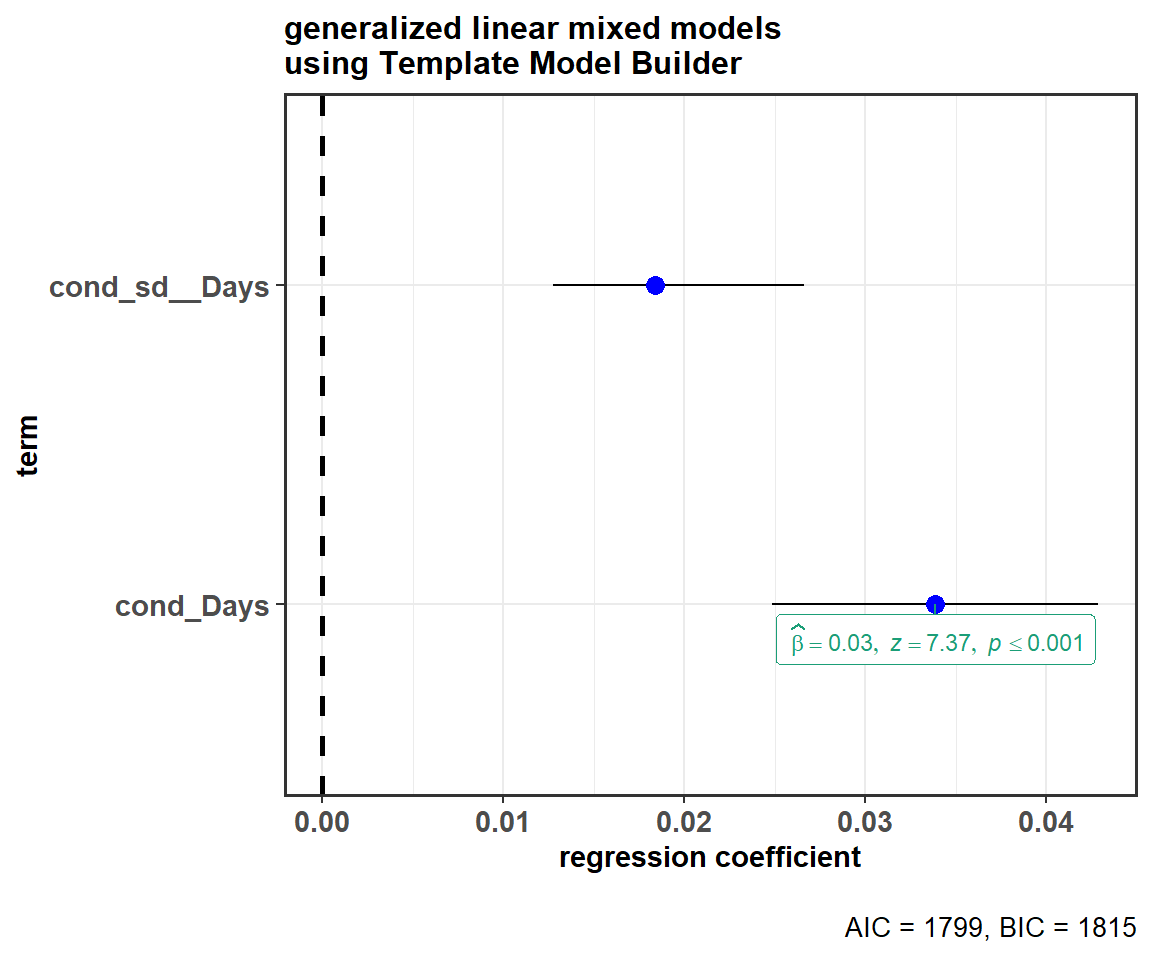 generalized linear mixed models
using Template Model Builder
term
cond_sd__Days
cond_Days
β̂ = 0.03, z = 7.37, p ≤ 0.001
0.00 0.01 0.02 0.03 0.04
regression coefficient
AIC = 1799, BIC = 1815